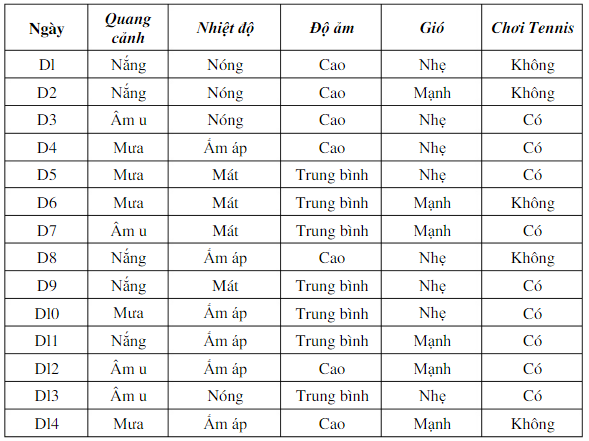 Ngày Quang cảnh Nhiệt độ Độ ẩm Gió Chơi Tennis
D1 Nắng Nóng Cao Nhẹ Không
D2 Nắng Nóng Cao Mạnh Không
D3 Âm u Nóng Cao Nhẹ Có
D4 Mưa Ấm áp Cao Nhẹ Có
D5 Mưa Mát Trung bình Nhẹ Có
D6 Mưa Mát Trung bình Mạnh Không
D7 Âm u Mát Trung bình Mạnh Có
D8 Nắng Ấm áp Cao Nhẹ Không
D9 Nắng Mát Trung bình Nhẹ Có
Dl0 Mưa Ấm áp Trung bình Nhẹ Có
Dl1 Nắng Ấm áp Trung bình Mạnh Có
Dl2 Âm u Ấm áp Cao Mạnh Có
Dl3 Âm u Nóng Trung bình Nhẹ Có
Dl4 Mưa Ấm áp Cao Mạnh Không